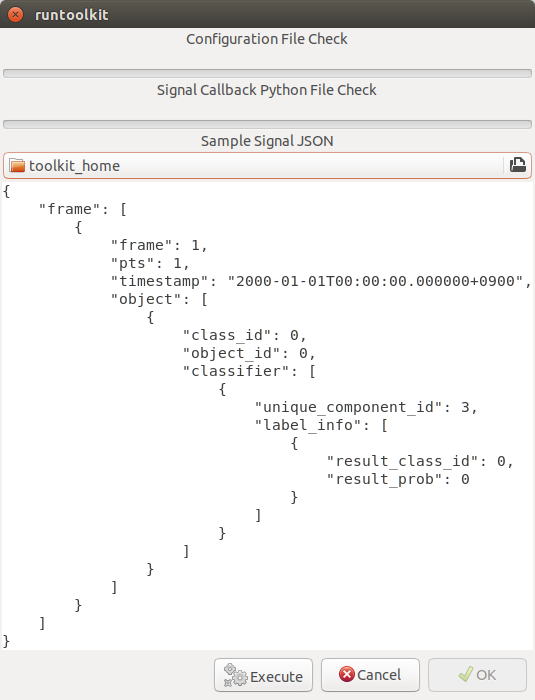 runtoolkit
Configuration File Check
Signal Callback Python File Check
Sample Signal JSON
toolkit_home
{
    "frame": [
        {
            "frame": 1,
            "pts": 1,
            "timestamp": "2000-01-01T00:00:00.000000+0900",
            "object": [
                {
                    "class_id": 0,
                    "object_id": 0,
                    "classifier": [
                        {
                            "unique_component_id": 3,
                            "label_info": [
                                {
                                    "result_class_id": 0,
                                    "result_prob": 0
                                }
                            ]
                        }
                    ]
                }
            ]
        }
    ]
}
Execute
Cancel
OK